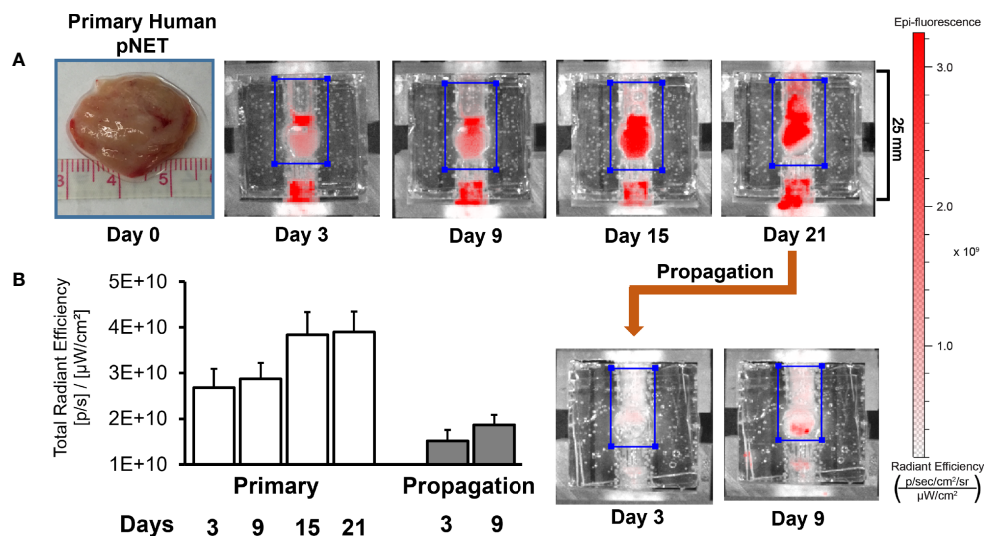 Primary Human
pNET
A
3 4 5
Day 0
Day 3
Day 9
Day 15
Day 21
25 mm
Epi-fluorescence
3.0
2.0
x 10⁹
1.0
Radiant Efficiency
(p/sec/cm²/sr
µW/cm²)
Propagation
Day 3
Day 9
B
Total Radiant Efficiency
[p/s] / [µW/cm²]
5E+10
4E+10
3E+10
2E+10
1E+10
Primary
Propagation
Days 3 9 15 21 3 9